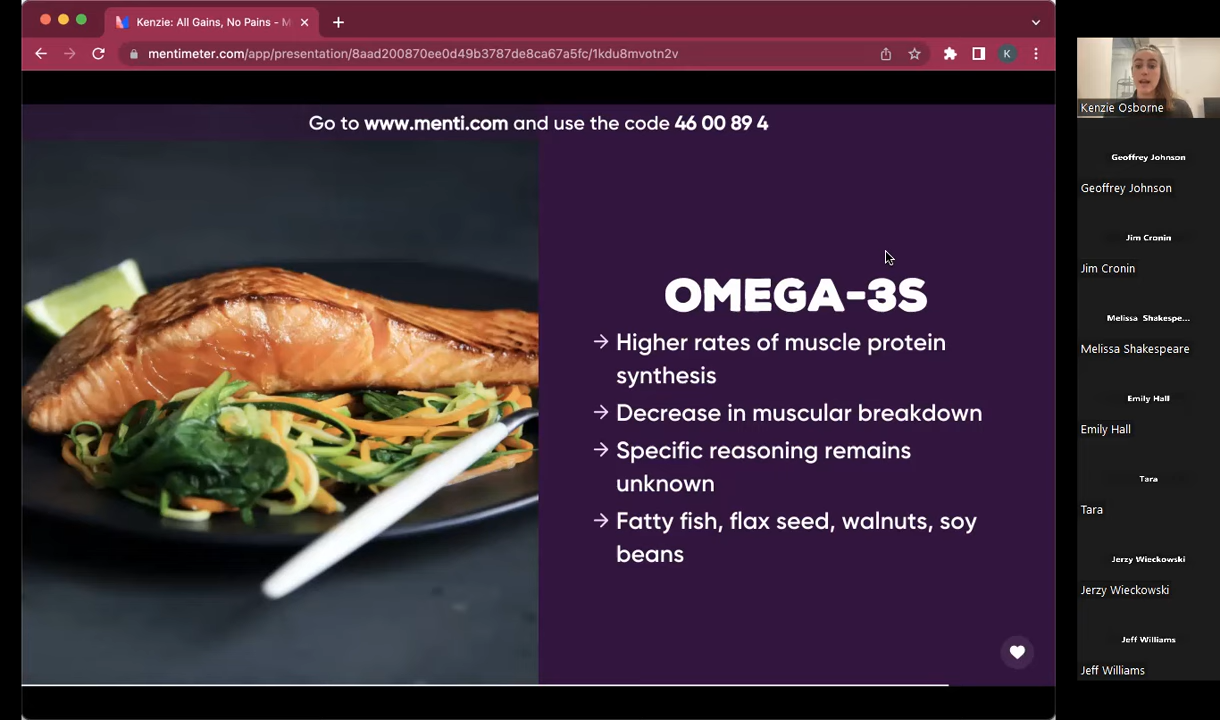 Kenzie: All Gains, No Pains - M
mentimeter.com/app/presentation/8aad200870ee0d49b3787de8ca67a5fc/1kdu8mvotn2v
K
Go to www.menti.com and use the code 46 00 89 4
OMEGA-3S
→ Higher rates of muscle protein
synthesis
→ Decrease in muscular breakdown
→ Specific reasoning remains
unknown
→ Fatty fish, flax seed, walnuts, soy
beans
Kenzie Osborne
Geoffrey Johnson
Geoffrey Johnson
Jim Cronin
Jim Cronin
Melissa Shakespe...
Melissa Shakespeare
Emily Hall
Emily Hall
Tara
Tara
Jerzy Wieckowski
Jerzy Wieckowski
Jeff Williams
Jeff Williams